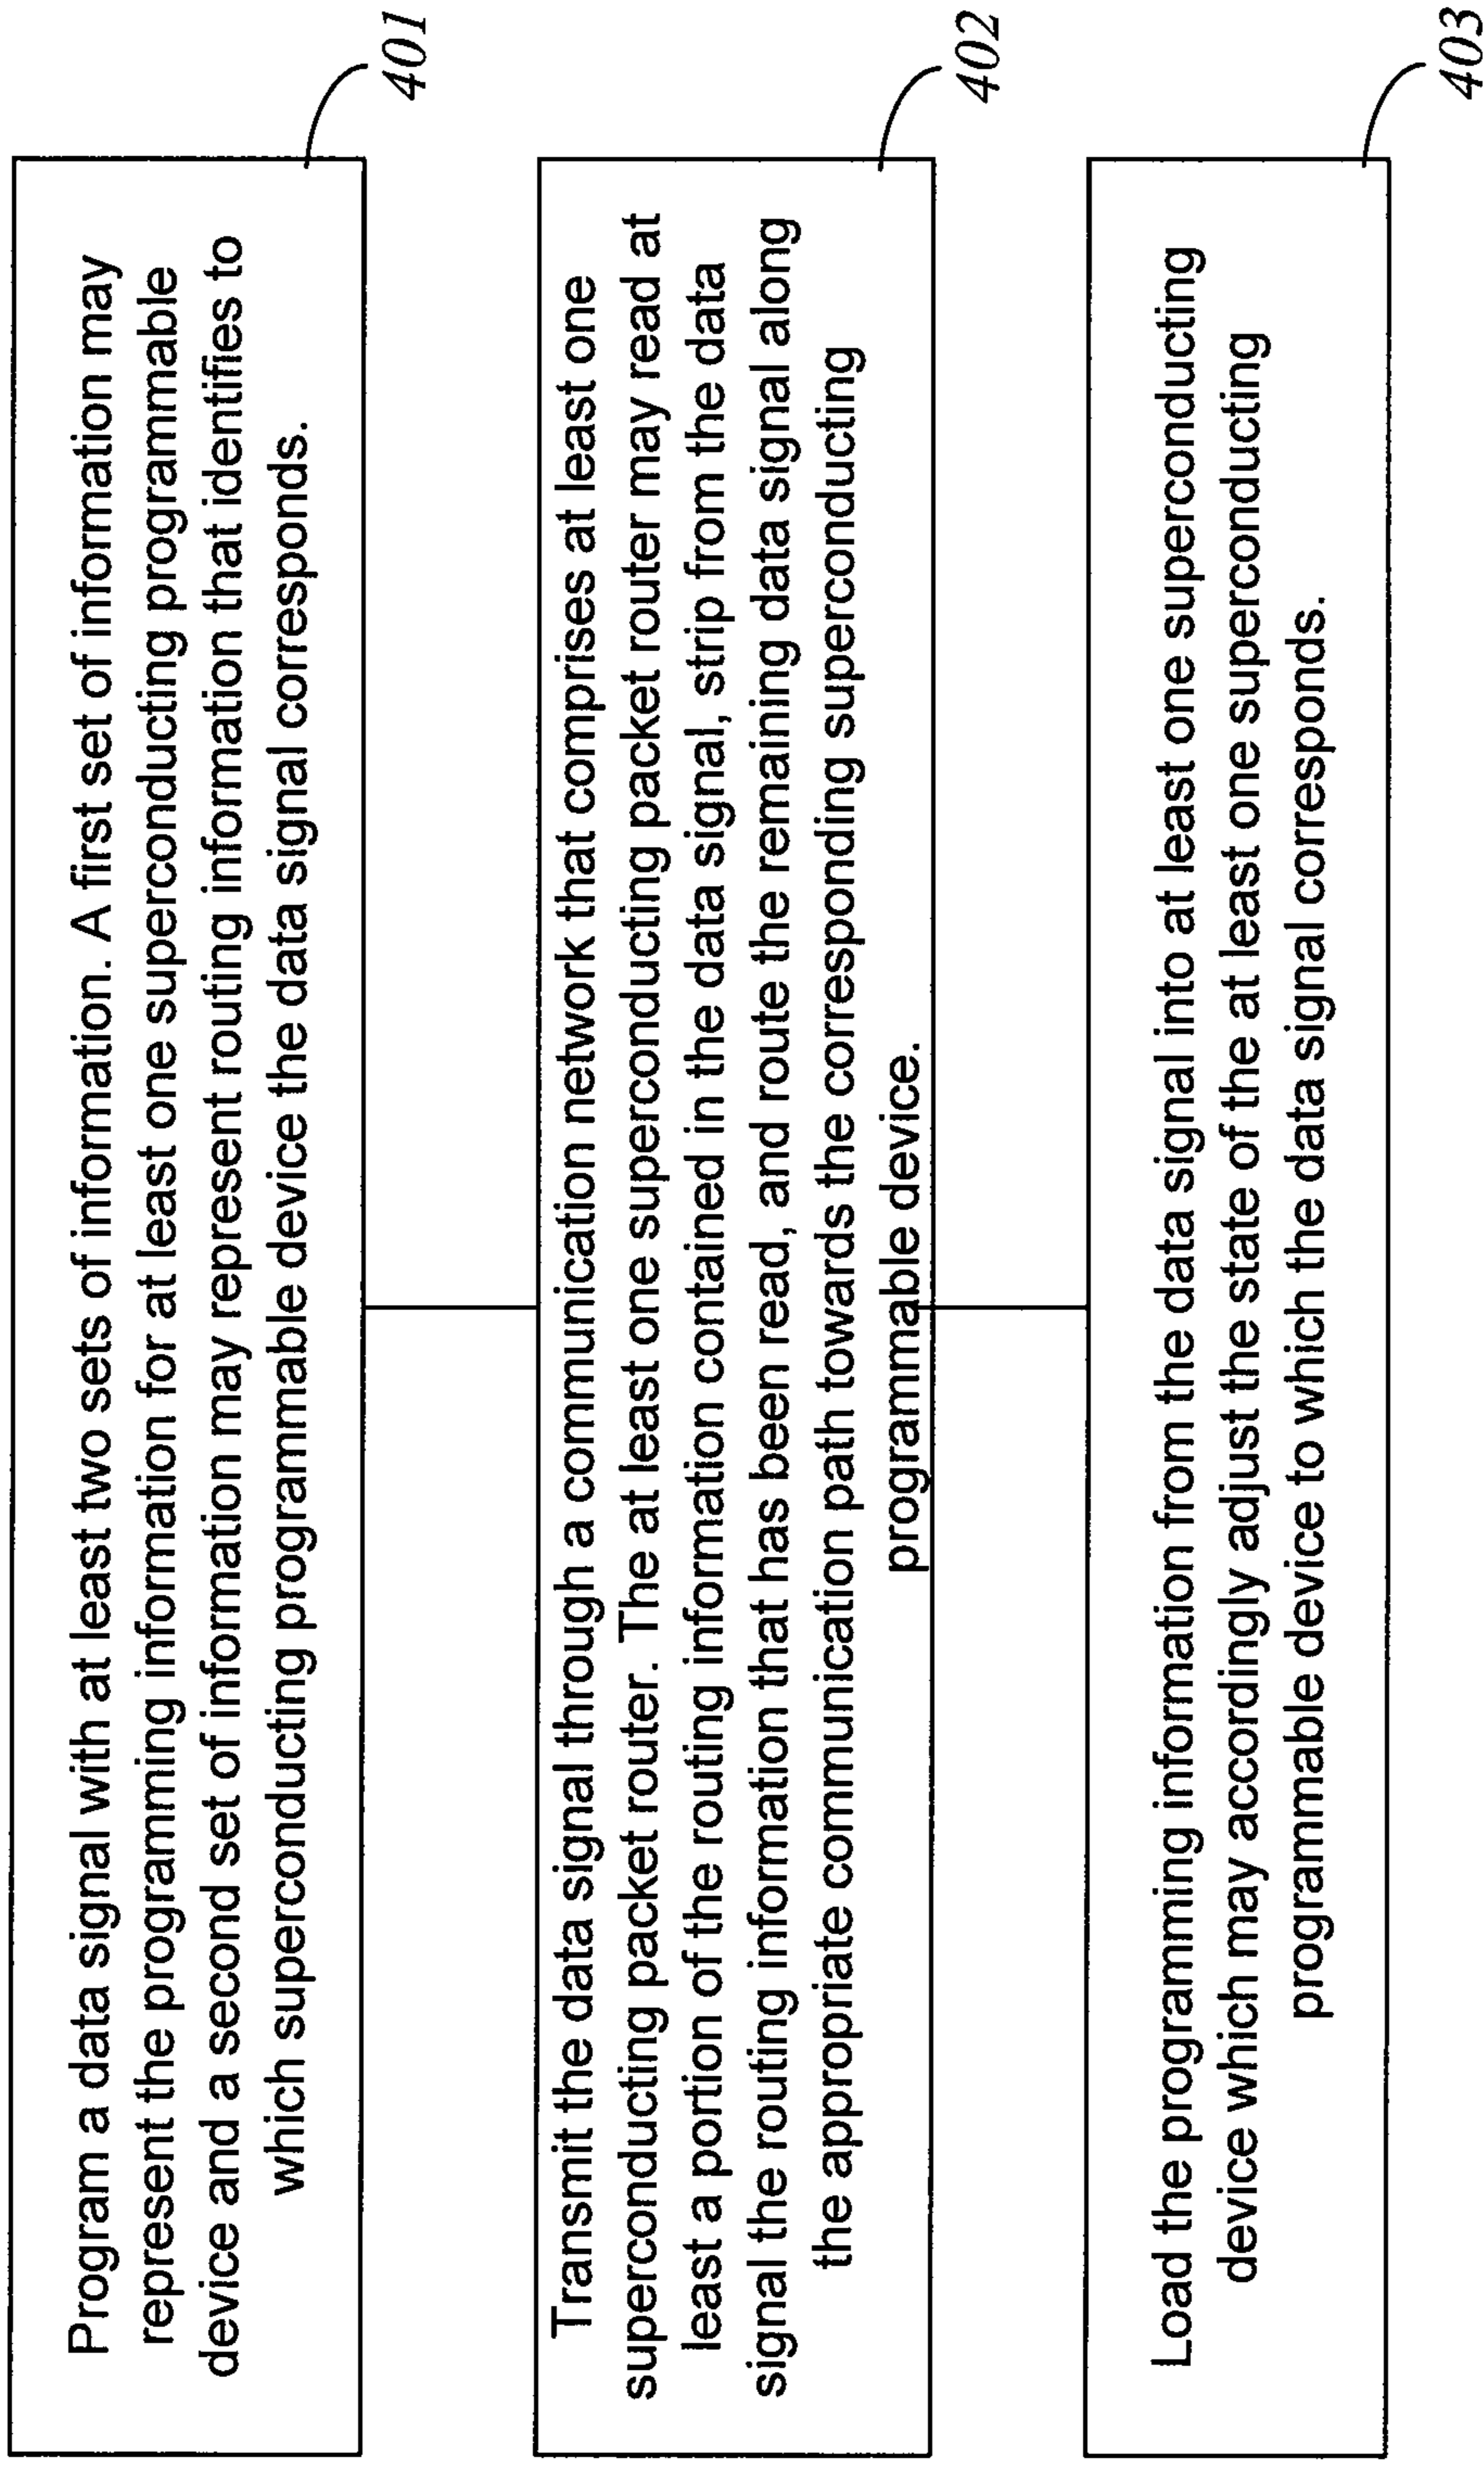 Program a data signal with at least two sets of information. A first set of information may
represent the programming information for at least one superconducting programmable
device and a second set of information may represent routing information that identifies to
which superconducting programmable device the data signal corresponds.
401
Transmit the data signal through a communication network that comprises at least one
superconducting packet router. The at least one superconducting packet router may read at
least a portion of the routing information contained in the data signal, strip from the data
signal the routing information that has been read, and route the remaining data signal along
the appropriate communication path towards the corresponding superconducting
programmable device.
402
Load the programming information from the data signal into at least one superconducting
device which may accordingly adjust the state of the at least one superconducting
programmable device to which the data signal corresponds.
403